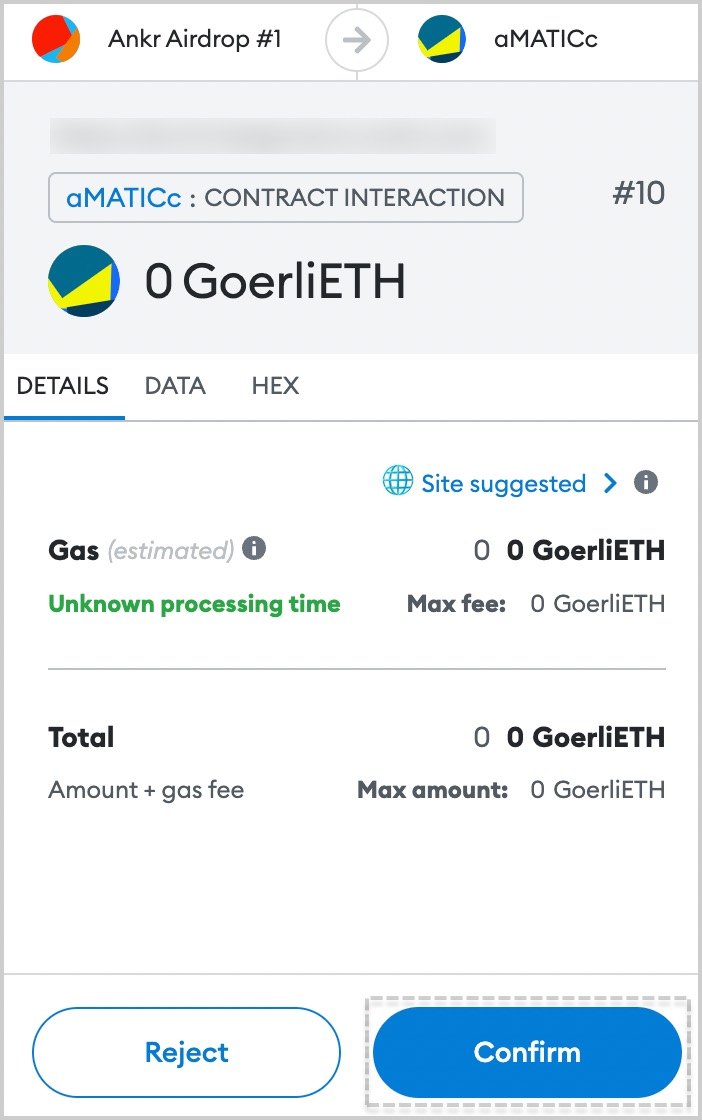 Ankr Airdrop #1 aMATICc
aMATICc : CONTRACT INTERACTION #10
0 GoerliETH
DETAILS DATA HEX
Site suggested
Gas (estimated) 0 0 GoerliETH
Unknown processing time Max fee: 0 GoerliETH
Total 0 0 GoerliETH
Amount + gas fee Max amount: 0 GoerliETH
Reject Confirm